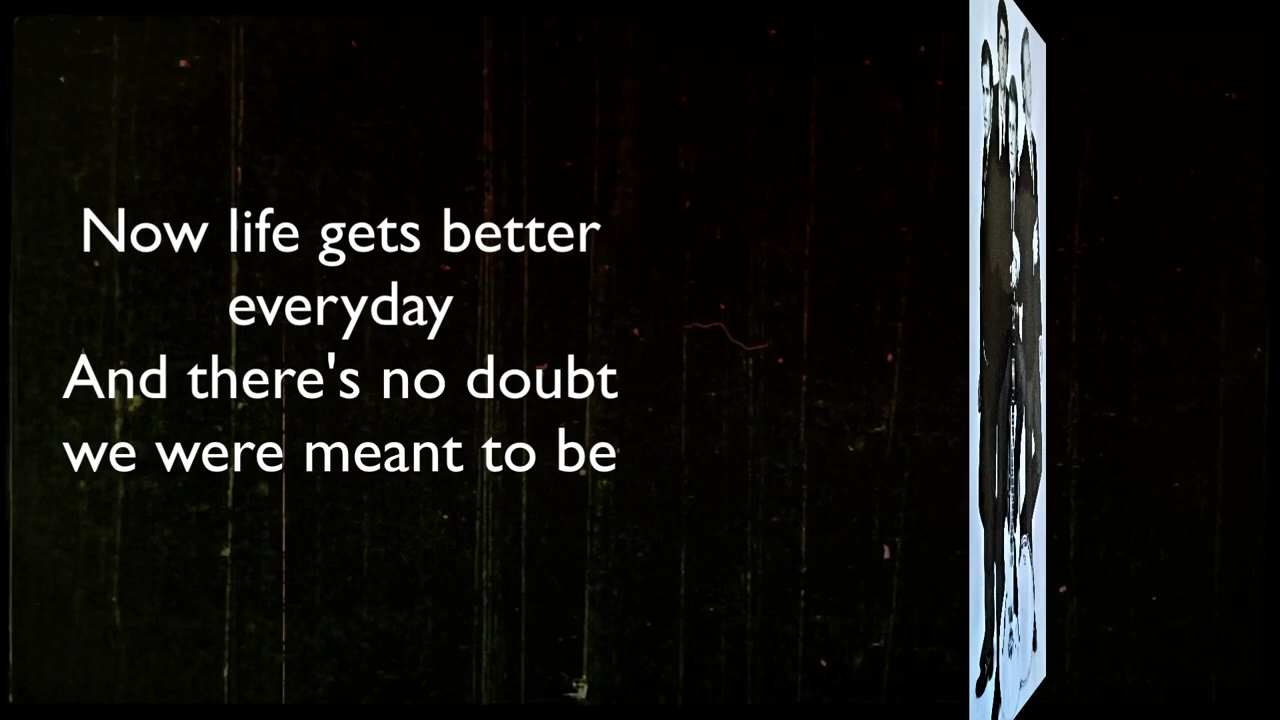 Now life gets better
everyday
And there's no doubt
we were meant to be